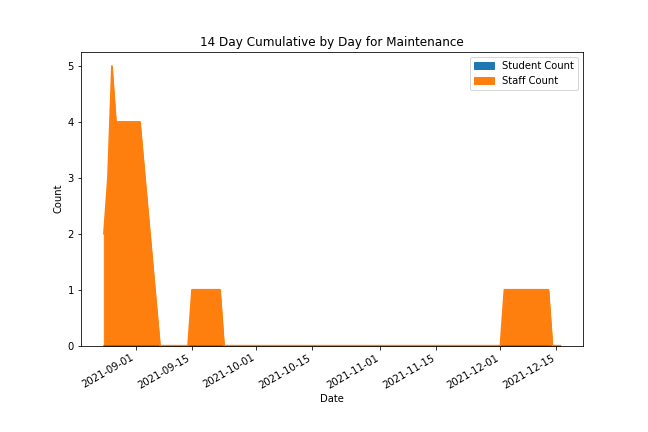 14 Day Cumulative by Day for Maintenance
Student Count
Staff Count
5
4
3
2
1
0
Count
2021-09-01
2021-09-15
2021-10-01
2021-10-15
2021-11-01
2021-11-15
2021-12-01
2021-12-15
Date